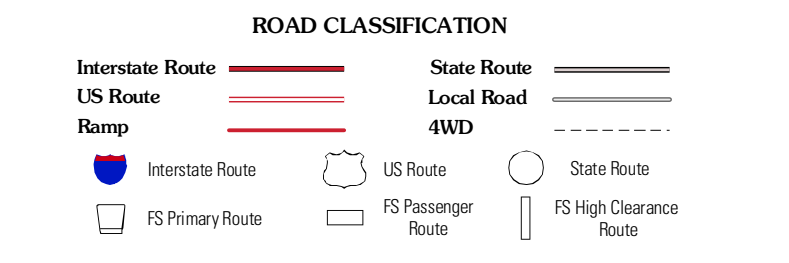 ROAD CLASSIFICATION
Interstate Route
State Route
US Route
Local Road
Ramp
4WD
Interstate Route
US Route
State Route
FS Primary Route
FS Passenger
Route
FS High Clearance
Route